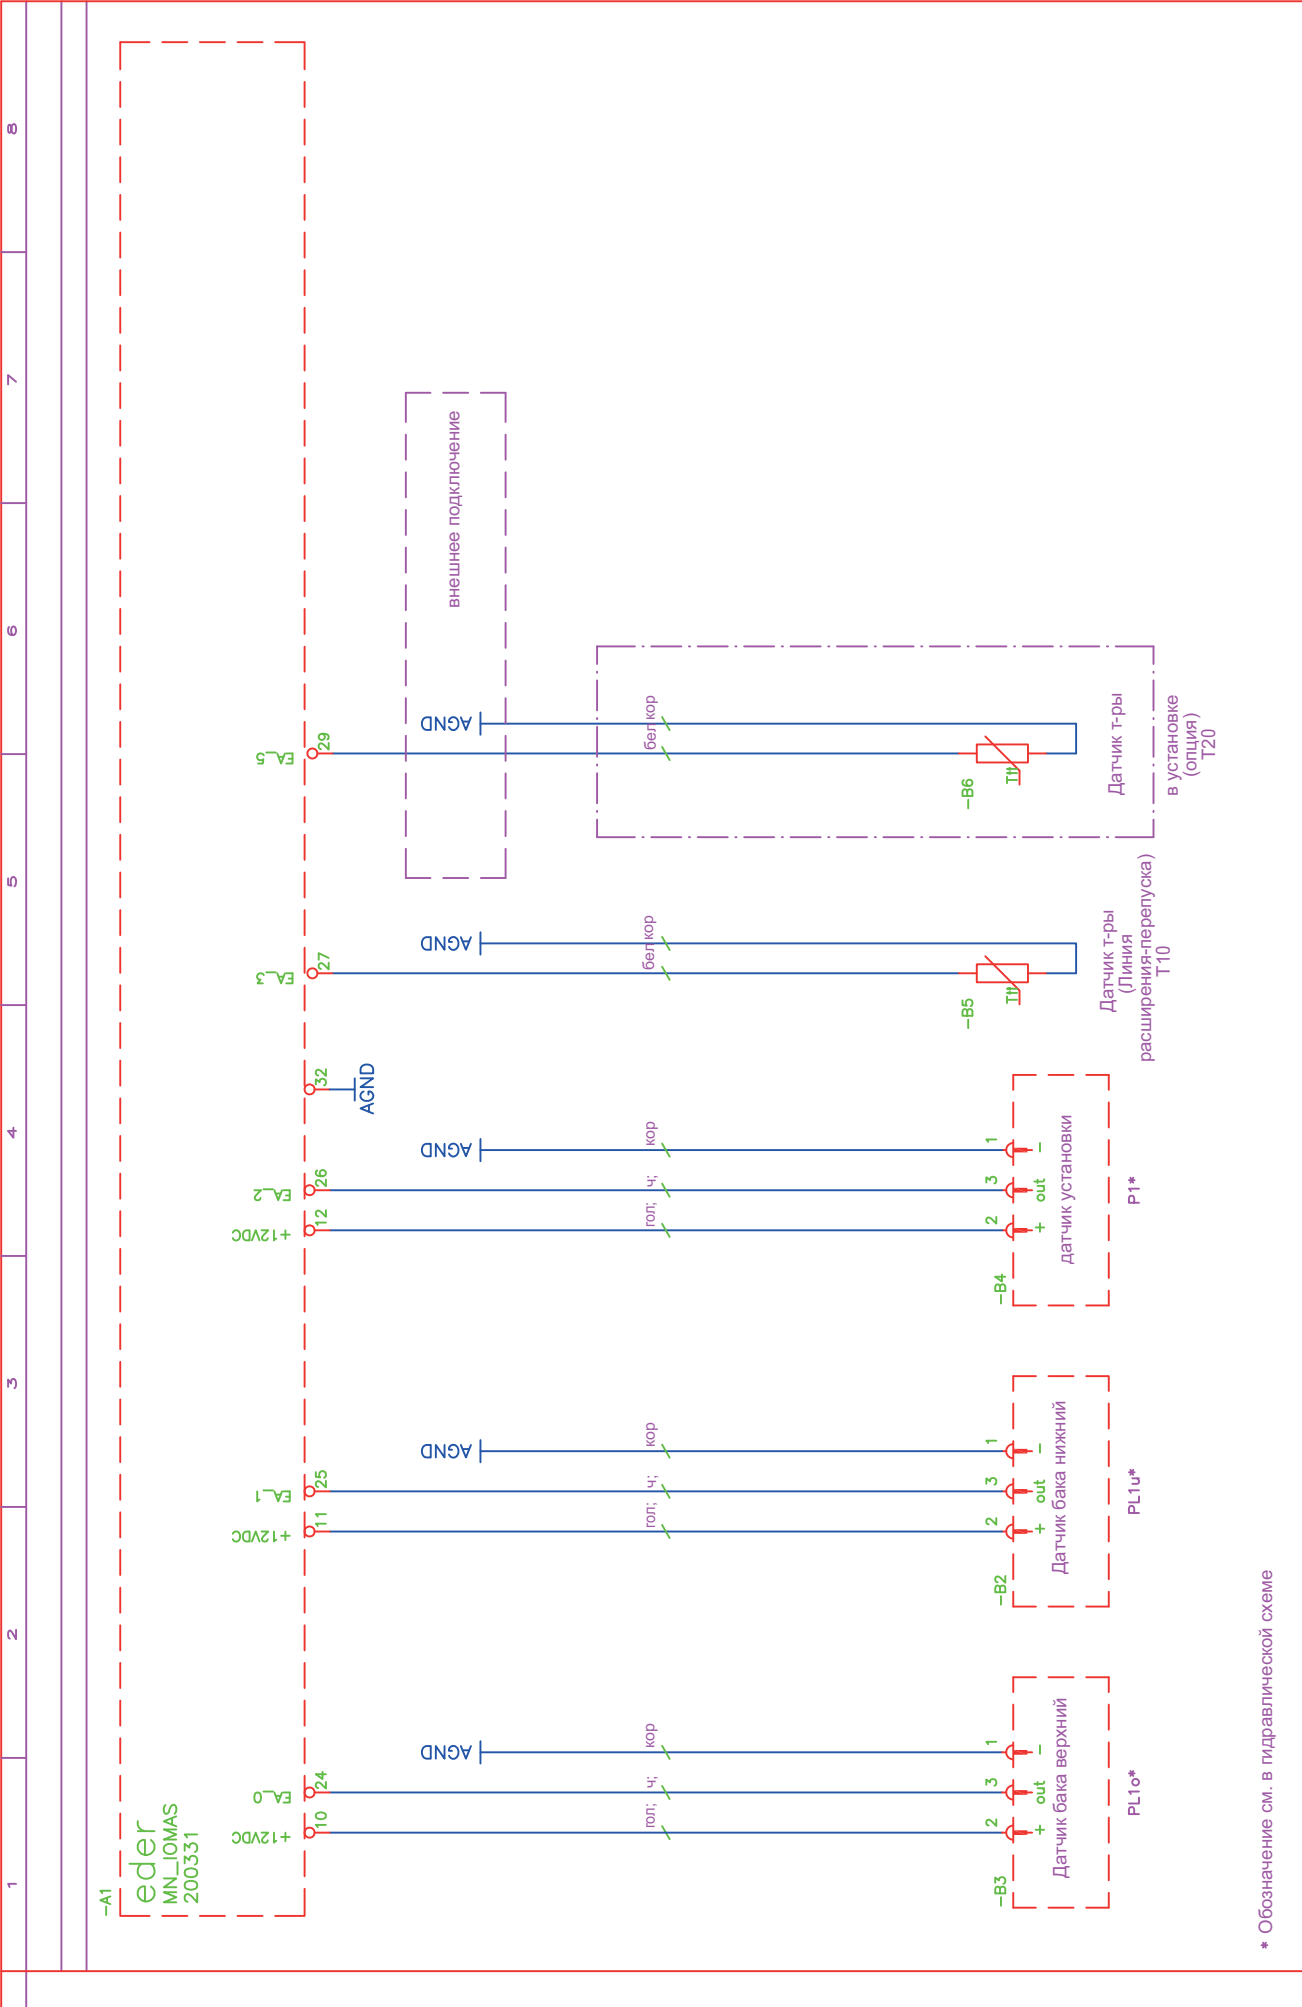 1
2
3
4
5
6
7
8
-A1
eder
MN_IOMAS
200331
+12VDC
EA_0
+12VDC
EA_1
+12VDC
EA_2
EA_3
EA_5
10
24
11
25
12
26
32
27
29
AGND
AGND
AGND
AGND
AGND
AGND
внешнее подключение
гол;
ч;
кор
гол;
ч;
кор
гол;
ч;
кор
бел
кор
бел
кор
-B3
2
3
1
+
out
−
Датчик бака верхний
PL1o*
-B2
2
3
1
+
out
−
Датчик бака нижний
PL1u*
-B4
2
3
1
+
out
−
датчик установки
P1*
-B5
Датчик т-ры
(Линия
расширения-перепуска)
T10
-B6
Датчик т-ры
в установке
(опция)
T20
* Обозначение см. в гидравлической схеме